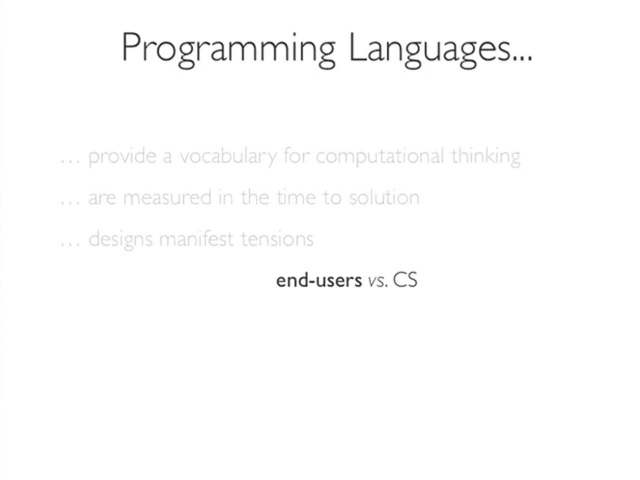 Programming Languages...
... provide a vocabulary for computational thinking
... are measured in the time to solution
... designs manifest tensions
end-users vs. CS